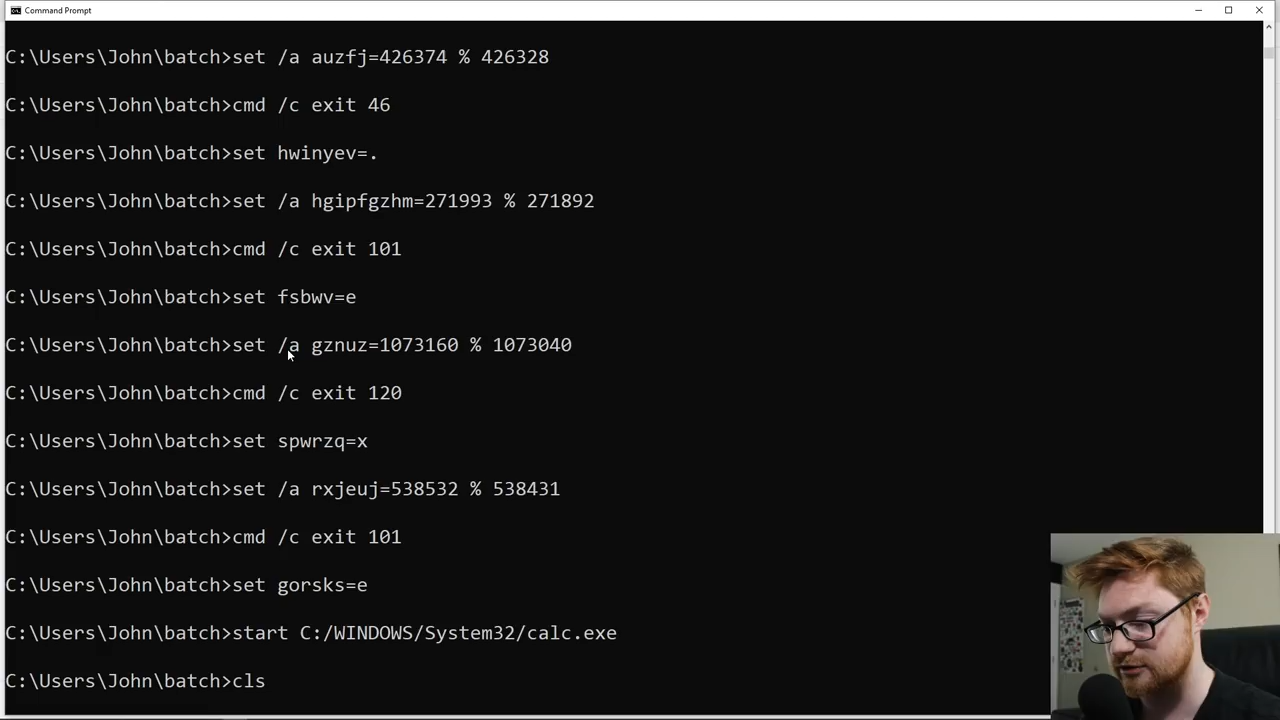 Command Prompt
C:\Users\John\batch>set /a auzfj=426374 % 426328
C:\Users\John\batch>cmd /c exit 46
C:\Users\John\batch>set hwinyev=.
C:\Users\John\batch>set /a hgipfgzhm=271993 % 271892
C:\Users\John\batch>cmd /c exit 101
C:\Users\John\batch>set fsbwv=e
C:\Users\John\batch>set /a gznuz=1073160 % 1073040
C:\Users\John\batch>cmd /c exit 120
C:\Users\John\batch>set spwrzq=x
C:\Users\John\batch>set /a rxjeuj=538532 % 538431
C:\Users\John\batch>cmd /c exit 101
C:\Users\John\batch>set gorsks=e
C:\Users\John\batch>start C:/WINDOWS/System32/calc.exe
C:\Users\John\batch>cls